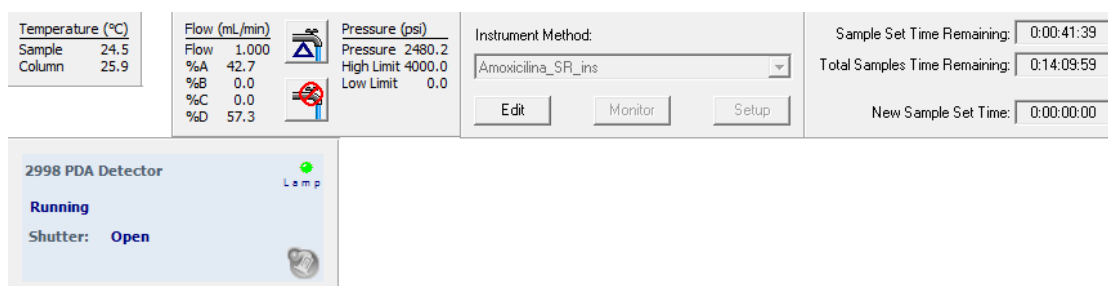 Temperature (ºC)
Sample 24.5
Column 25.9
Flow (mL/min)
Flow 1.000
%A 42.7
%B 0.0
%C 0.0
%D 57.3
Pressure (psi)
Pressure 2480.2
High Limit 4000.0
Low Limit 0.0
Instrument Method:
Amoxicilina_SR_ins
Edit Monitor Setup
Sample Set Time Remaining: 0:00:41:39
Total Samples Time Remaining: 0:14:09:59
New Sample Set Time: 0:00:00:00
2998 PDA Detector
Lamp
Running
Shutter: Open